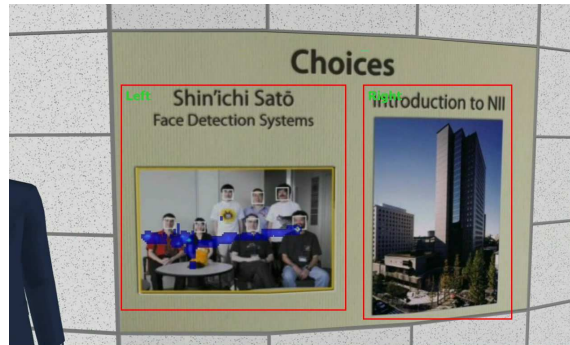 Choices
Left
Shin'ichi Satō
Face Detection Systems
Right
Introduction to NII